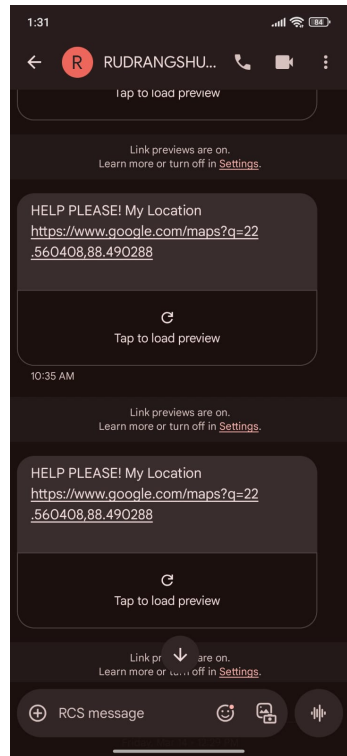 1:31
84
R RUDRANGSHU...
Tap to load preview
Link previews are on.
Learn more or turn off in Settings.
HELP PLEASE! My Location
https://www.google.com/maps?q=22
.560408,88.490288
Tap to load preview
10:35 AM
Link previews are on.
Learn more or turn off in Settings.
HELP PLEASE! My Location
https://www.google.com/maps?q=22
.560408,88.490288
Tap to load preview
Link pr are on.
Learn more or off in Settings.
RCS message